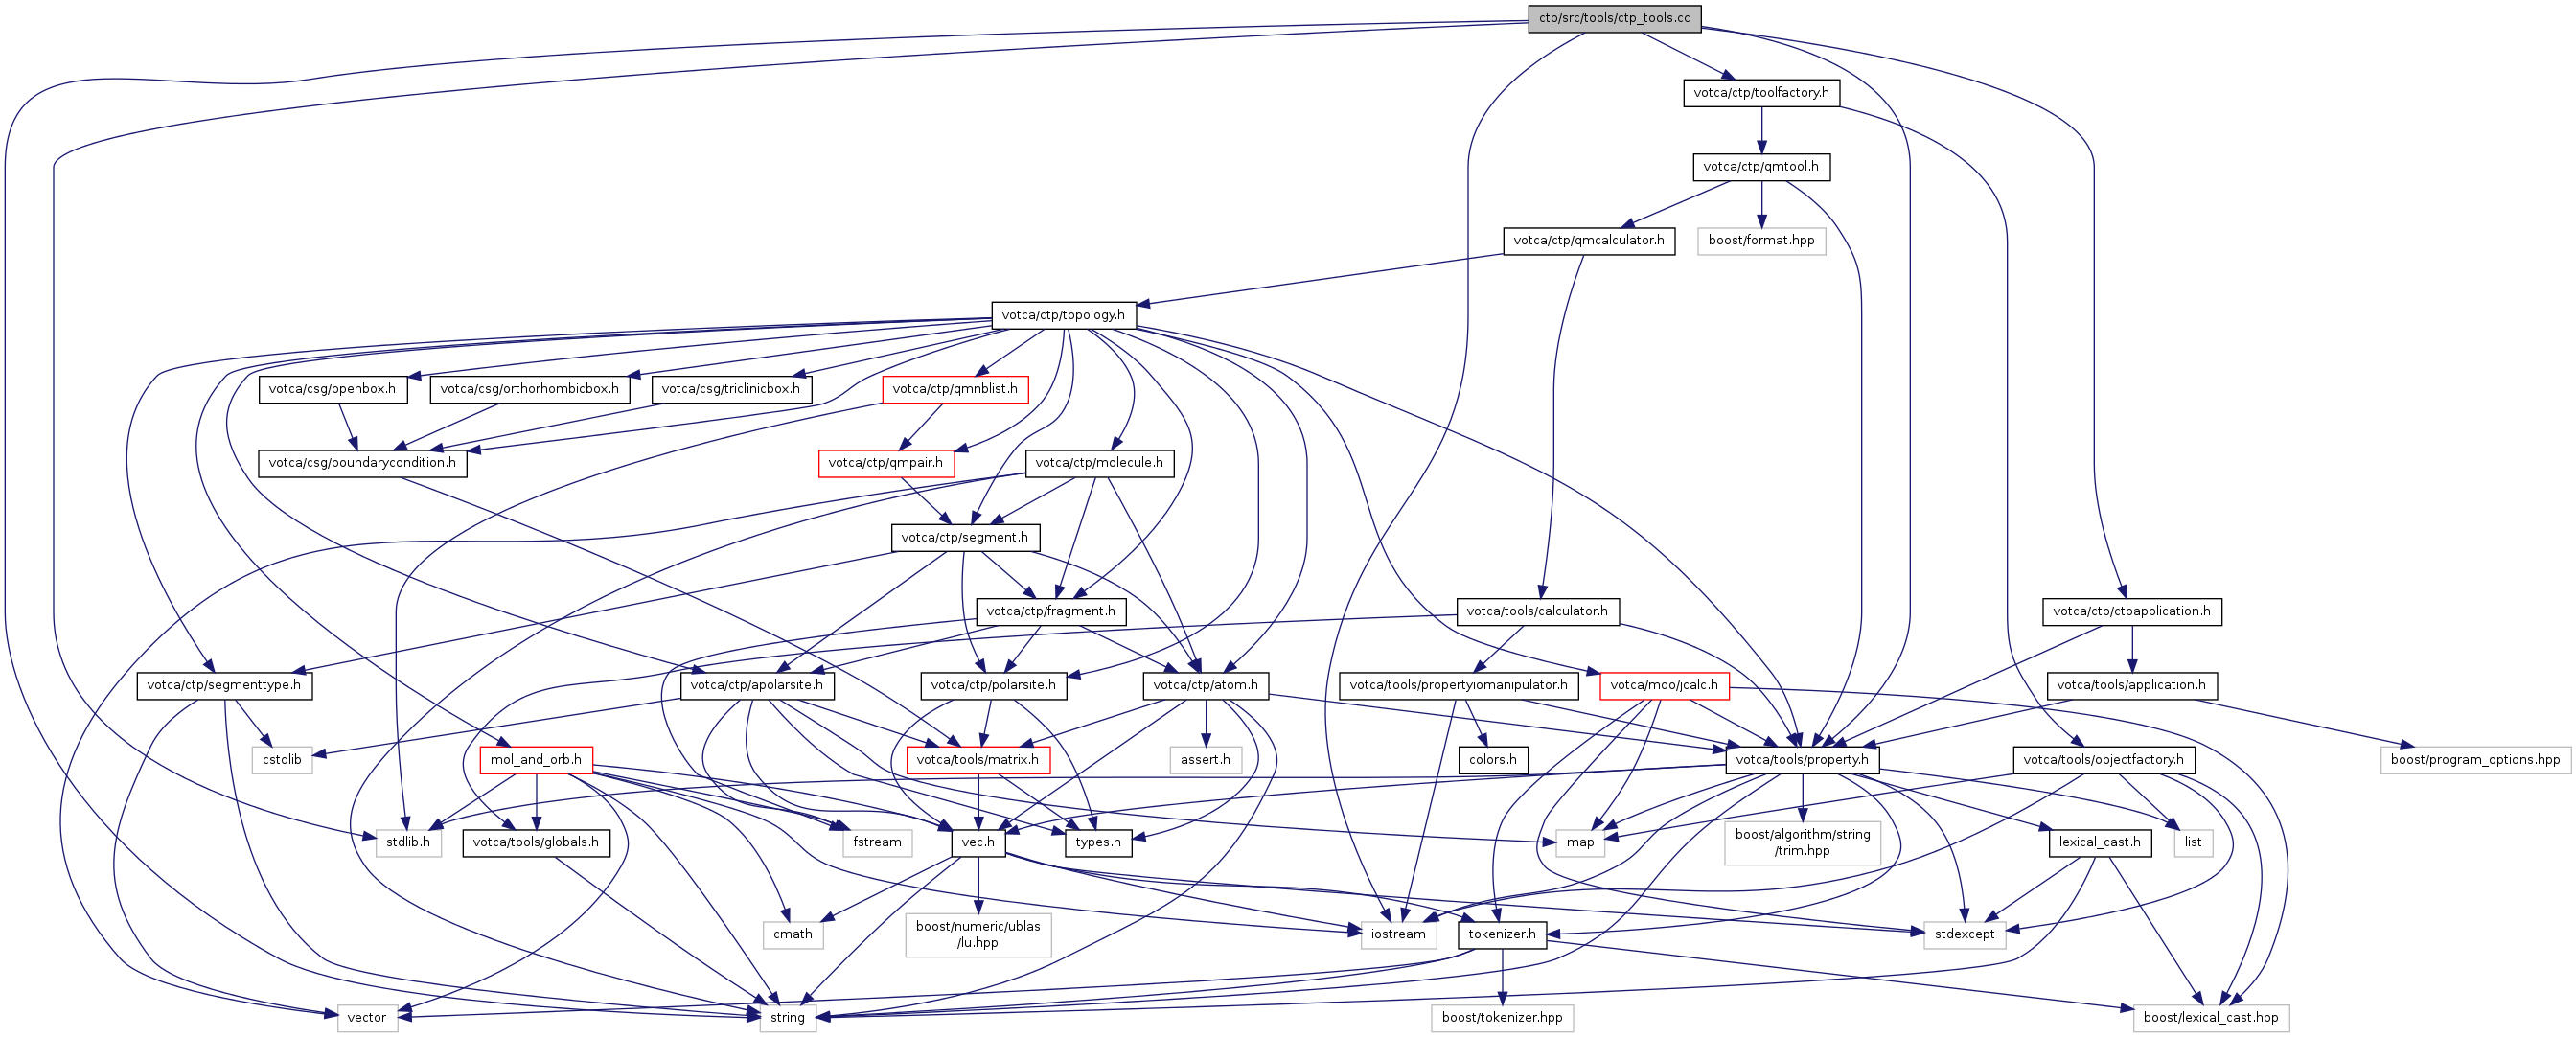 ctp/src/tools/ctp_tools.cc
votca/ctp/toolfactory.h
votca/ctp/qmtool.h
votca/ctp/qmcalculator.h
boost/format.hpp
votca/ctp/topology.h
votca/csg/openbox.h
votca/csg/orthorhombicbox.h
votca/csg/triclinicbox.h
votca/ctp/qmnblist.h
votca/csg/boundarycondition.h
votca/ctp/qmpair.h
votca/ctp/molecule.h
votca/ctp/segment.h
votca/ctp/fragment.h
votca/tools/calculator.h
votca/ctp/ctpapplication.h
votca/ctp/segmenttype.h
votca/ctp/apolarsite.h
votca/ctp/polarsite.h
votca/ctp/atom.h
votca/tools/propertyiomanipulator.h
votca/moo/jcalc.h
votca/tools/application.h
cstdlib
mol_and_orb.h
votca/tools/matrix.h
assert.h
colors.h
votca/tools/property.h
votca/tools/objectfactory.h
boost/program_options.hpp
stdlib.h
votca/tools/globals.h
fstream
vec.h
types.h
map
boost/algorithm/string
/trim.hpp
lexical_cast.h
list
cmath
boost/numeric/ublas
/lu.hpp
iostream
tokenizer.h
stdexcept
vector
string
boost/tokenizer.hpp
boost/lexical_cast.hpp